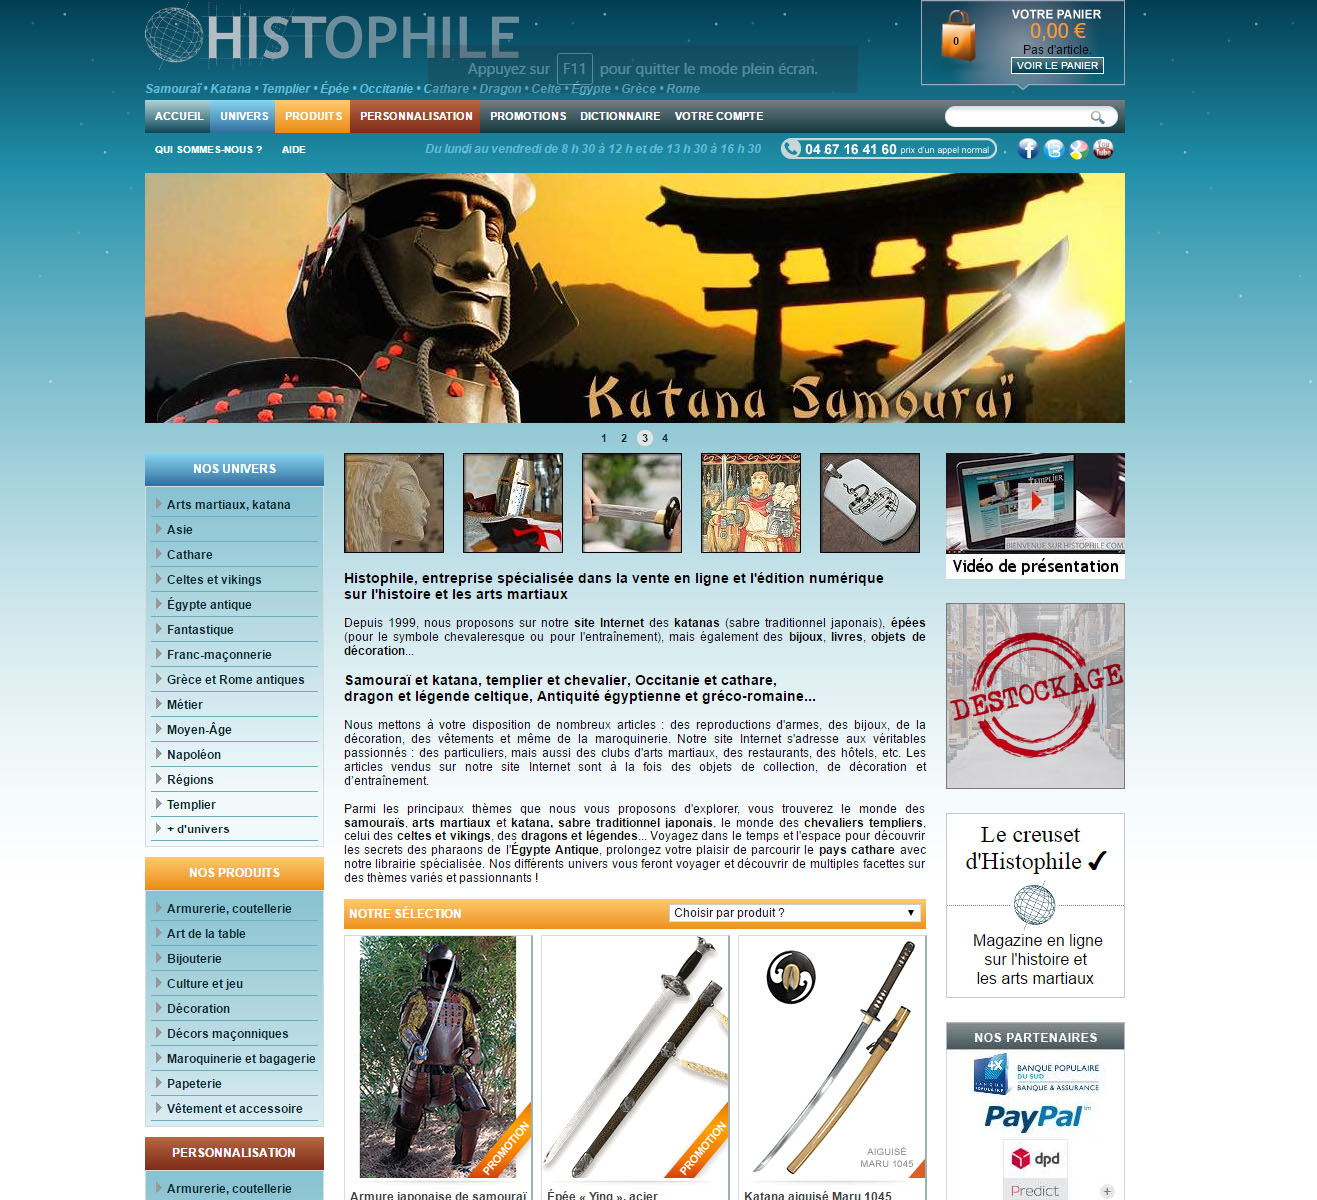 HISTOPHILE
Appuyez sur F11 pour quitter le mode plein écran.
Samouraï • Katana • Templier • Épée • Occitanie • Cathare • Dragon • Celte • Égypte • Grèce • Rome
0
VOTRE PANIER
0,00 €
Pas d'article.
VOIR LE PANIER
ACCUEIL UNIVERS PRODUITS PERSONNALISATION PROMOTIONS DICTIONNAIRE VOTRE COMPTE
QUI SOMMES-NOUS ? AIDE
Du lundi au vendredi de 8 h 30 à 12 h et de 13 h 30 à 16 h 30
04 67 16 41 60 prix d'un appel normal
You Tube
Katana Samouraï
1 2 3 4
NOS UNIVERS
Arts martiaux, katana
Asie
Cathare
Celtes et vikings
Égypte antique
Fantastique
Franc-maçonnerie
Grèce et Rome antiques
Métier
Moyen-Âge
Napoléon
Régions
Templier
+ d'univers
NOS PRODUITS
Armurerie, coutellerie
Art de la table
Bijouterie
Culture et jeu
Décoration
Décors maçonniques
Maroquinerie et bagagerie
Papeterie
Vêtement et accessoire
PERSONNALISATION
Armurerie, coutellerie
Histophile, entreprise spécialisée dans la vente en ligne et l'édition numérique
sur l'histoire et les arts martiaux
Depuis 1999, nous proposons sur notre site Internet des katanas (sabre traditionnel japonais), épées
(pour le symbole chevaleresque ou pour l'entraînement), mais également des bijoux, livres, objets de
décoration...
Samouraï et katana, templier et chevalier, Occitanie et cathare,
dragon et légende celtique, Antiquité égyptienne et gréco-romaine...
Nous mettons à votre disposition de nombreux articles : des reproductions d'armes, des bijoux, de la
décoration, des vêtements et même de la maroquinerie. Notre site Internet s'adresse aux véritables
passionnés : des particuliers, mais aussi des clubs d'arts martiaux, des restaurants, des hôtels, etc. Les
articles vendus sur notre site Internet sont à la fois des objets de collection, de décoration et
d'entraînement.
Parmi les principaux thèmes que nous vous proposons d'explorer, vous trouverez le monde des
samouraïs, arts martiaux et katana, sabre traditionnel japonais, le monde des chevaliers templiers,
celui des celtes et vikings, des dragons et légendes... Voyagez dans le temps et l'espace pour découvrir
les secrets des pharaons de l'Égypte Antique, prolongez votre plaisir de parcourir le pays cathare avec
notre librairie spécialisée. Nos différents univers vous feront voyager et découvrir de multiples facettes sur
des thèmes variés et passionnants !
NOTRE SÉLECTION
Choisir par produit ?
PROMOTION
Armure japonaise de samouraï
PROMOTION
Épée « Ying », acier
AIGUISÉ
MARU 1045
Katana aiguisé Maru 1045
TEMPLIER
BIENVENUE SUR HISTOPHILE.COM
Vidéo de présentation
DESTOCKAGE
Le creuset
d'Histophile ✓
Magazine en ligne
sur l'histoire et
les arts martiaux
NOS PARTENAIRES
BANQUE POPULAIRE
BANQUE POPULAIRE
DU SUD
BANQUE & ASSURANCE
PayPal™
dpd
Predict
+